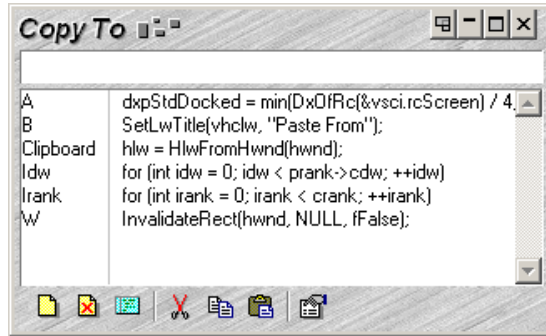 Copy To
A dxpStdDocked = min(DxOfRc(&vsci.rcScreen) / 4,
B SetLwTitle(vhclw, "Paste From");
Clipboard hlw = HlwFromHwnd(hwnd);
Idw for (int idw = 0; idw < prank->cdw; ++idw)
Irank for (int irank = 0; irank < crank; ++irank)
W InvalidateRect(hwnd, NULL, fFalse);